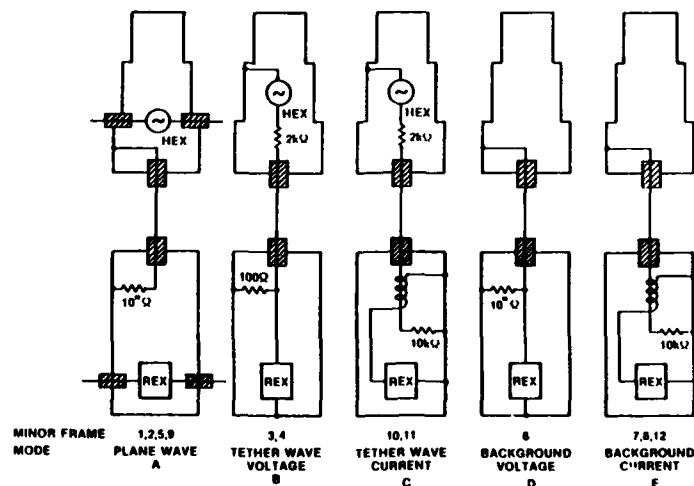 HEX
HEX
2kΩ
HEX
2kΩ
100Ω
10kΩ
10kΩ
REX
REX
REX
REX
REX
MINOR FRAME 1,2,5,9 3,4 10,11 6 7,8,12
MODE PLANE WAVE TETHER WAVE TETHER WAVE BACKGROUND BACKGROUND
A VOLTAGE CURRENT VOLTAGE CURRENT
B C D E